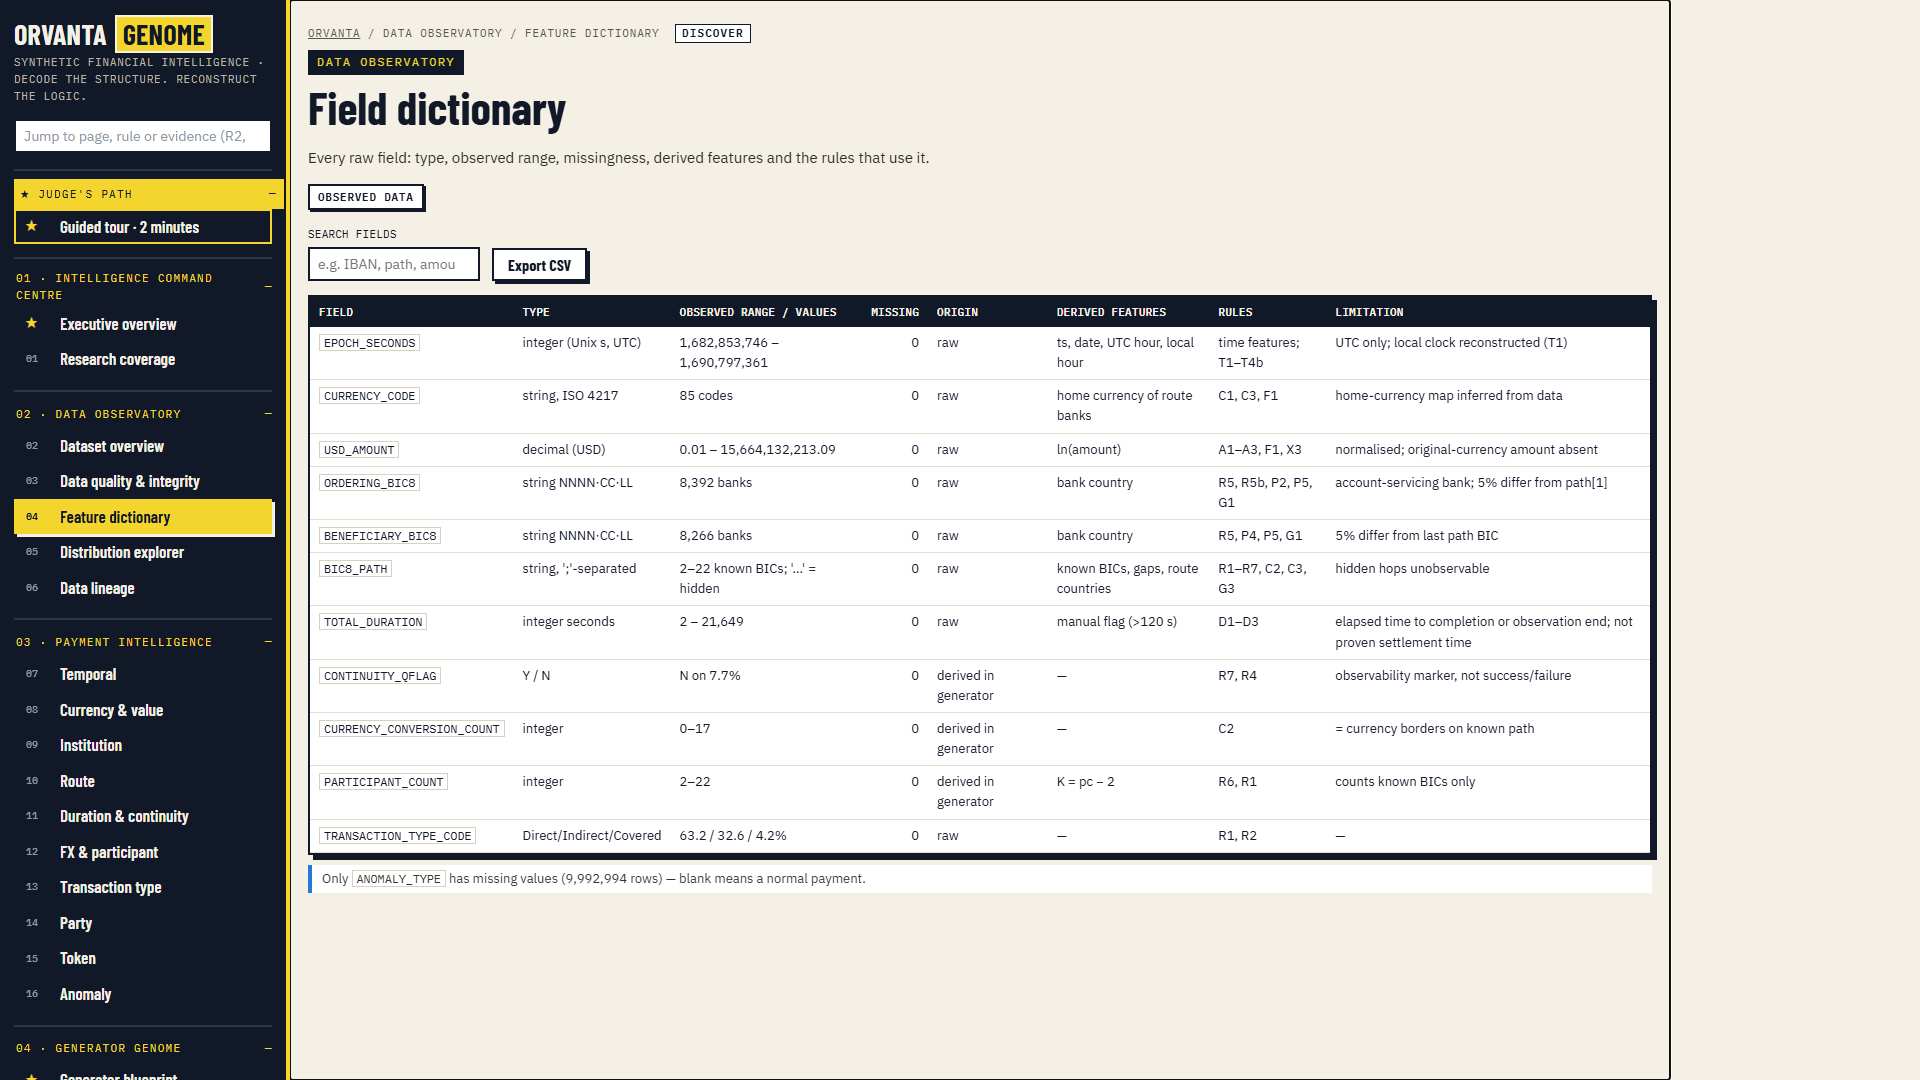 ORVANTA GENOME
SYNTHETIC FINANCIAL INTELLIGENCE ·
DECODE THE STRUCTURE. RECONSTRUCT
THE LOGIC.
Jump to page, rule or evidence (R2,
★ JUDGE'S PATH –
★ Guided tour · 2 minutes
01 · INTELLIGENCE COMMAND
CENTRE –
★ Executive overview
01 Research coverage
02 · DATA OBSERVATORY –
02 Dataset overview
03 Data quality & integrity
04 Feature dictionary
05 Distribution explorer
06 Data lineage
03 · PAYMENT INTELLIGENCE –
07 Temporal
08 Currency & value
09 Institution
10 Route
11 Duration & continuity
12 FX & participant
13 Transaction type
14 Party
15 Token
16 Anomaly
04 · GENERATOR GENOME –
★ Generator blueprint
ORVANTA / DATA OBSERVATORY / FEATURE DICTIONARY DISCOVER
DATA OBSERVATORY
Field dictionary
Every raw field: type, observed range, missingness, derived features and the rules that use it.
OBSERVED DATA
SEARCH FIELDS
e.g. IBAN, path, amou
Export CSV
FIELD TYPE OBSERVED RANGE / VALUES MISSING ORIGIN DERIVED FEATURES RULES LIMITATION
EPOCH_SECONDS integer (Unix s, UTC) 1,682,853,746 – 0 raw ts, date, UTC hour, local time features; UTC only; local clock reconstructed (T1)
1,690,797,361 hour T1–T4b
CURRENCY_CODE string, ISO 4217 85 codes 0 raw home currency of route C1, C3, F1 home-currency map inferred from data
banks
USD_AMOUNT decimal (USD) 0.01 – 15,664,132,213.09 0 raw ln(amount) A1–A3, F1, X3 normalised; original-currency amount absent
ORDERING_BIC8 string NNNN·CC·LL 8,392 banks 0 raw bank country R5, R5b, P2, P5, account-servicing bank; 5% differ from path[1]
G1
BENEFICIARY_BIC8 string NNNN·CC·LL 8,266 banks 0 raw bank country R5, P4, P5, G1 5% differ from last path BIC
BIC8_PATH string, ';'-separated 2–22 known BICs; '…' = 0 raw known BICs, gaps, route R1–R7, C2, C3, hidden hops unobservable
hidden countries G3
TOTAL_DURATION integer seconds 2 – 21,649 0 raw manual flag (>120 s) D1–D3 elapsed time to completion or observation end; not
proven settlement time
CONTINUITY_QFLAG Y / N N on 7.7% 0 derived in — R7, R4 observability marker, not success/failure
generator
CURRENCY_CONVERSION_COUNT integer 0–17 0 derived in — C2 = currency borders on known path
generator
PARTICIPANT_COUNT integer 2–22 0 derived in K = pc − 2 R6, R1 counts known BICs only
generator
TRANSACTION_TYPE_CODE Direct/Indirect/Covered 63.2 / 32.6 / 4.2% 0 raw — R1, R2 —
Only ANOMALY_TYPE has missing values (9,992,994 rows) — blank means a normal payment.